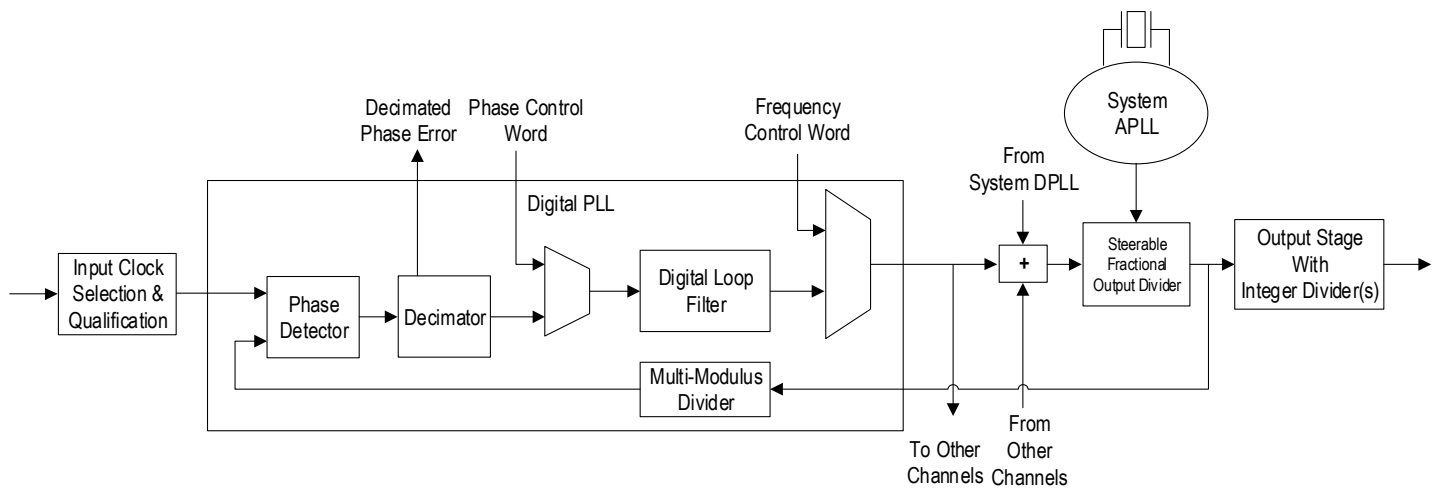 System
APLL
Decimated
Phase Error
Phase Control
Word
Frequency
Control Word
From
System DPLL
Digital PLL
Input Clock
Selection &
Qualification
Phase
Detector
Decimator
Digital Loop
Filter
+
Steerable
Fractional
Output Divider
Output Stage
With
Integer Divider(s)
Multi-Modulus
Divider
To Other
Channels
From
Other
Channels